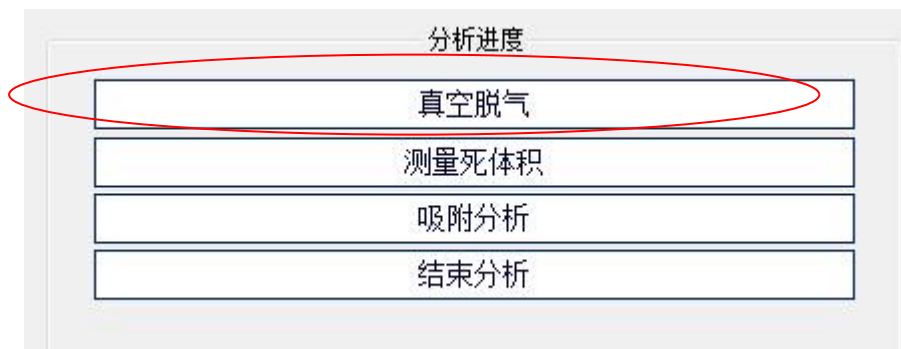 分析进度
真空脱气
测量死体积
吸附分析
结束分析